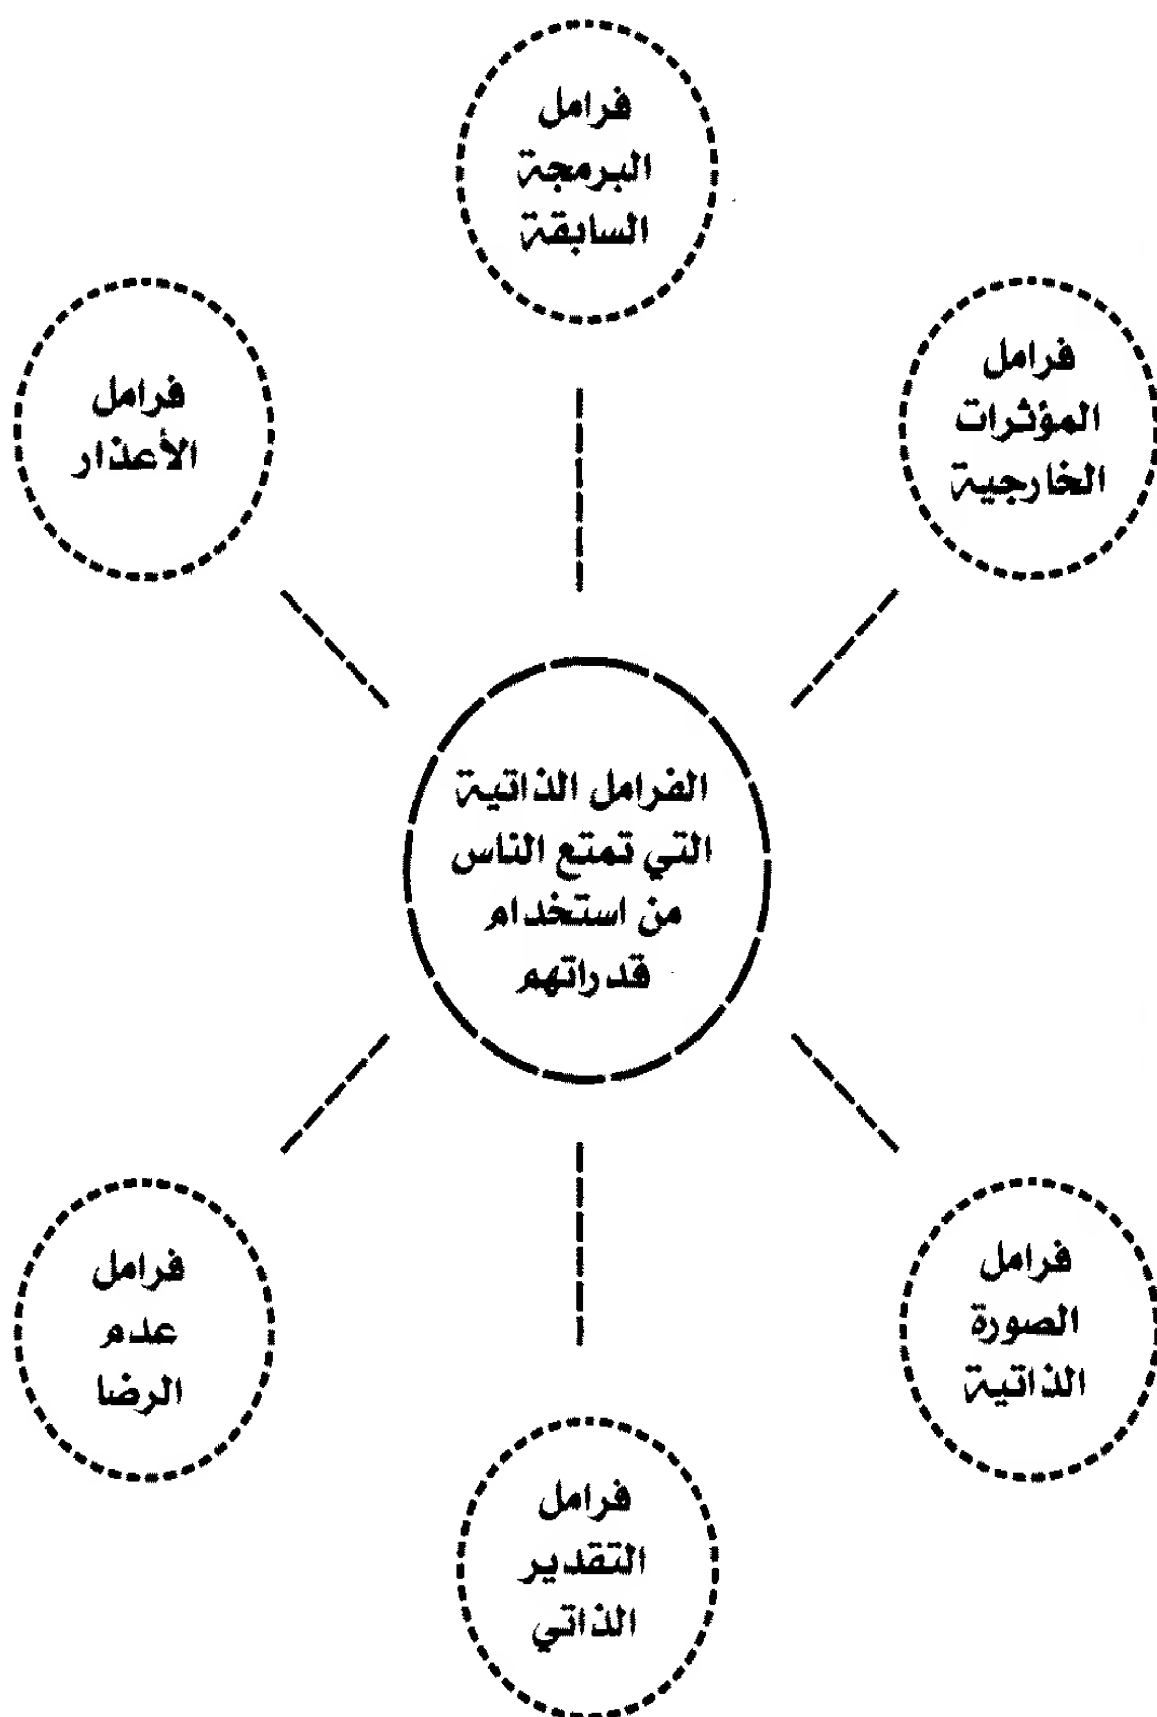 فرامل
البرمجة
السابقة
فرامل
المؤثرات
الخارجية
فرامل
الأعذار
الفرامل الذاتية
التي تمتع الناس
من استخدام
قدراتهم
فرامل
الصورة
الذاتية
فرامل
عدم
الرضا
فرامل
التقدير
الذاتي